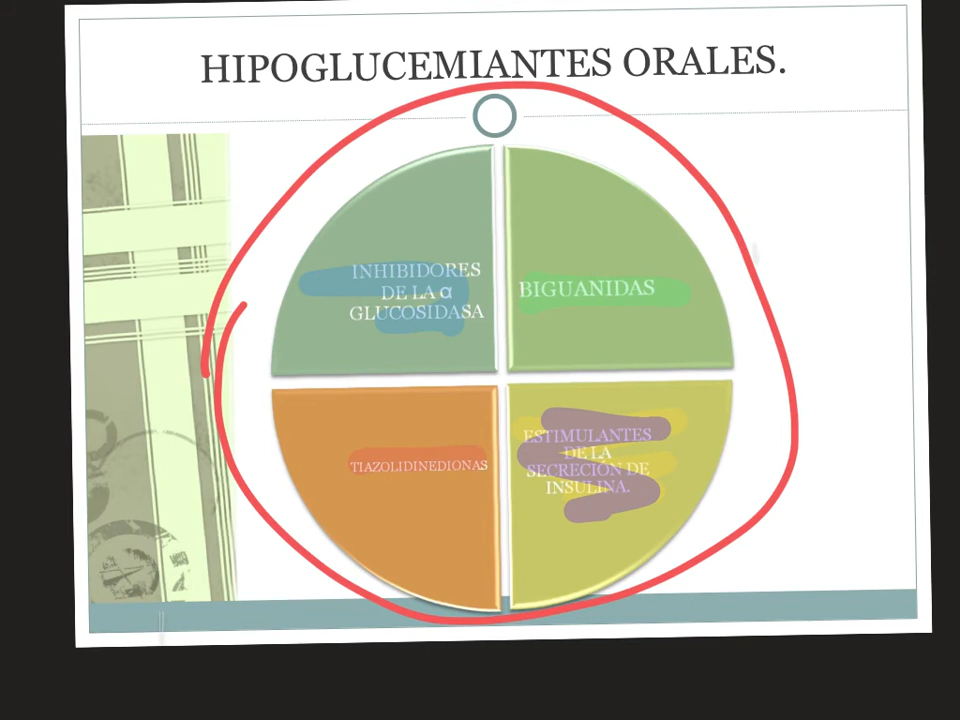 HIPOGLUCEMIANTES ORALES.
INHIBIDORES
DE LA α
GLUCOSIDASA
BIGUANIDAS
TIAZOLIDINEDIONAS
ESTIMULANTES
DE LA
SECRECIÓN DE
INSULINA.